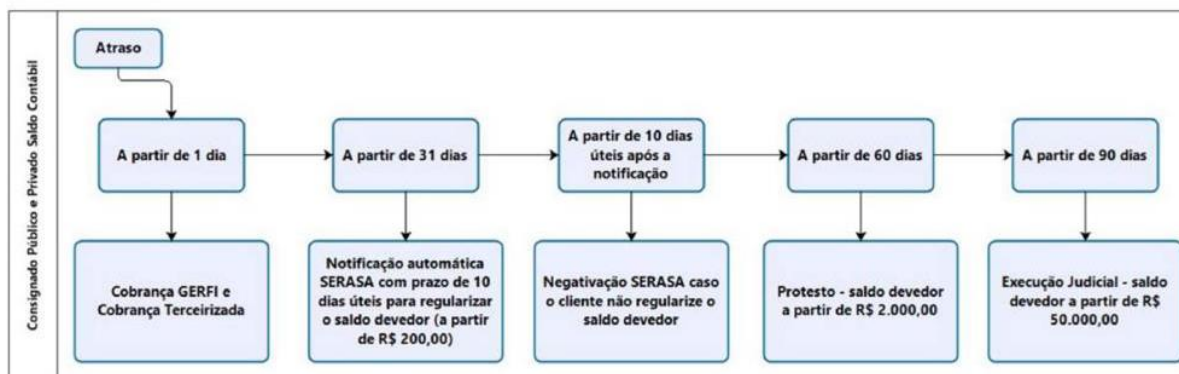 Consignado Público e Privado Saldo Contábil
Atraso
A partir de 1 dia
A partir de 31 dias
A partir de 10 dias
úteis após a
notificação
A partir de 60 dias
A partir de 90 dias
Cobrança GERFI e
Cobrança Terceirizada
Notificação automática
SERASA com prazo de 10
dias úteis para regularizar
o saldo devedor (a partir
de R$ 200,00)
Negativação SERASA caso
o cliente não regularize o
saldo devedor
Protesto - saldo devedor
a partir de R$ 2.000,00
Execução Judicial - saldo
devedor a partir de R$
50.000,00